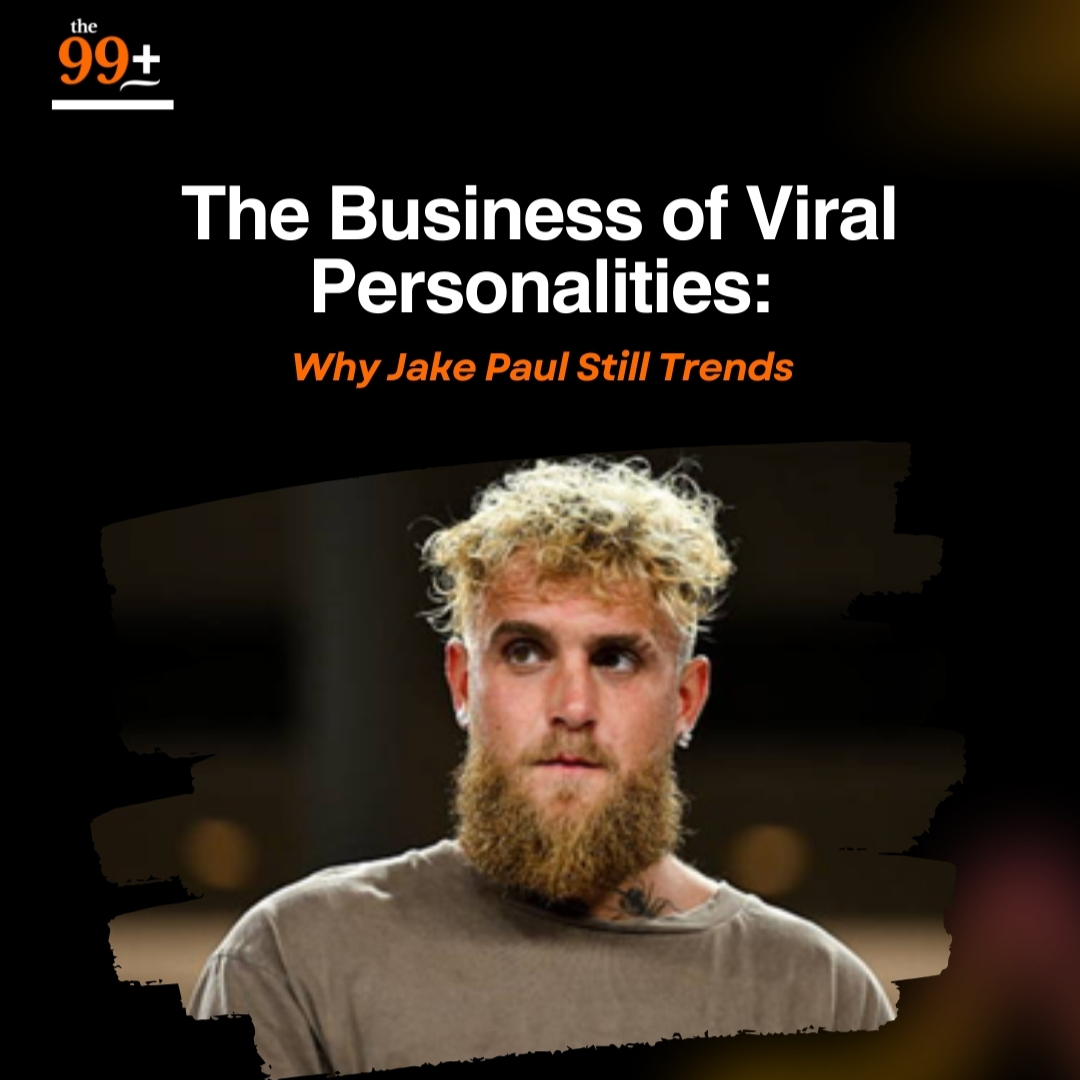 the
99+
The Business of Viral
Personalities:
Why Jake Paul Still Trends